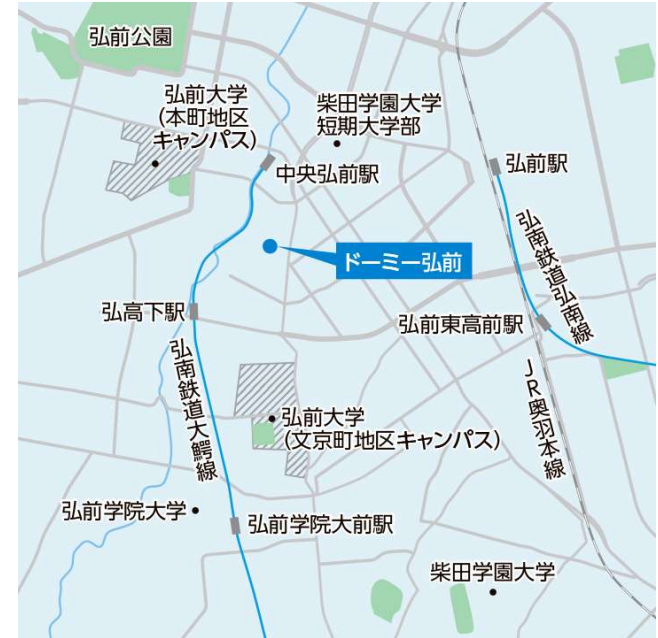 弘前公園
弘前大学
(本町地区
キャンパス)
柴田学園大学
短期大学部
中央弘前駅
弘前駅
ドーミー弘前
弘南鉄道弘南線
弘高下駅
弘前東高前駅
弘南鉄道大鰐線
JR奥羽本線
弘前大学
(文京町地区キャンパス)
弘前学院大学
弘前学院大前駅
柴田学園大学